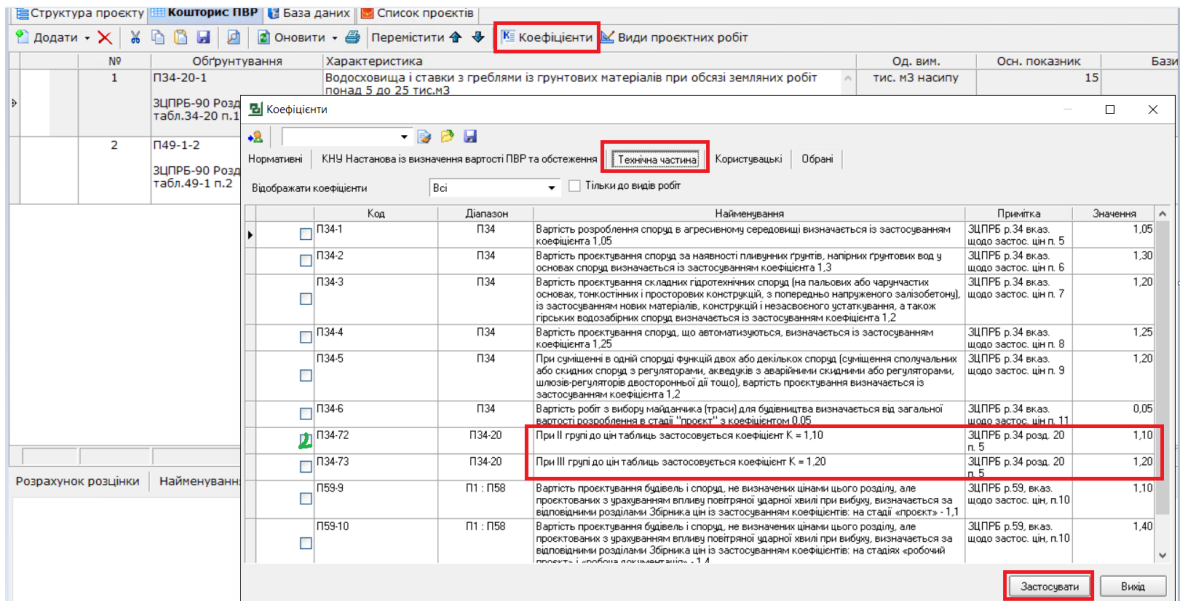 Структура проєкту Кошторис ПВР База даних Список проєктів
Додати Оновити Перемістити Коефіцієнти Види проектних робіт
№ Обґрунтування Характеристика Од. вим. Осн. показник Бази
1 П34-20-1 Водосховища і ставки з греблями із грунтових матеріалів при обсязі земляних робіт тис. м3 насипу 15
понад 5 до 25 тис.м3
ЗЦПРБ-90 Розд
табл.34-20 п.1
2 П49-1-2
ЗЦПРБ-90 Розд
табл.49-1 п.2
Коефіцієнти
Нормативні КНУ Настанова із визначення вартості ПВР та обстеження Технічна частина Користувацькі Обрані
Відображати коефіцієнти Всі Тільки до видів робіт
Код Діапазон Найменування Примітка Значення
П34-1 П34 Вартість розроблення споруд в агресивному середовищі визначається із застосуванням ЗЦПРБ р.34 вказ. 1,05
коефіцієнта 1,05 щодо застос. цін п. 5
П34-2 П34 Вартість проєктування споруд за наявності пливунних ґрунтів, напірних ґрунтових вод у ЗЦПРБ р.34 вказ. 1,30
основах споруд визначається із застосуванням коефіцієнта 1,3 щодо застос. цін п. 6
П34-3 П34 Вартість проєктування складних гідротехнічних споруд (на пальових або чарунчастих ЗЦПРБ р.34 вказ. 1,20
основах, тонкостінних і просторових конструкцій, з попередньо напруженого залізобетону), щодо застос. цін п. 7
із застосуванням нових матеріалів, конструкцій і незасвоєного устаткування, а також
гірських водозабірних споруд визначається із застосуванням коефіцієнта 1,2
П34-4 П34 Вартість проєктування споруд, що автоматизуються, визначається із застосуванням ЗЦПРБ р.34 вказ. 1,25
коефіцієнта 1,25 щодо застос. цін п. 8
П34-5 П34 При суміщенні в одній споруді функцій двох або декількох споруд (суміщення сполучальних ЗЦПРБ р.34 вказ. 1,20
або скидних споруд з регуляторами, акведуків з аварійними скидними або регуляторами, щодо застос. цін п. 9
шлюзів-регуляторів двосторонньої дії тощо), вартість проєктування визначається із
застосуванням коефіцієнта 1,2
П34-6 П34 Вартість робіт з вибору майданчика (траси) для будівництва визначається від загальної ЗЦПРБ р.34 вказ. 0,05
вартості розроблення в стадії "проєкт" з коефіцієнтом 0,05 щодо застос. цін п. 11
П34-72 П34-20 При II групі до цін таблиць застосовується коефіцієнт К = 1,10 ЗЦПРБ р.34 розд. 20 1,10
п. 5
П34-73 П34-20 При III групі до цін таблиць застосовується коефіцієнт К = 1,20 ЗЦПРБ р.34 розд. 20 1,20
п. 5
П59-9 П1 : П58 Вартість проектування будівель і споруд, не визначених цінами цього розділу, але ЗЦПРБ р.59, вказ. 1,10
проєктованих з урахуванням впливу повітряної ударної хвилі при вибуху, визначається за щодо застос. цін, п.10
відповідними розділами Збірника цін із застосуванням коефіцієнтів: на стадії «проєкт» - 1,1
П59-10 П1 : П58 Вартість проектування будівель і споруд, не визначених цінами цього розділу, але ЗЦПРБ р.59, вказ. 1,40
проєктованих з урахуванням впливу повітряної ударної хвилі при вибуху, визначається за щодо застос. цін, п.10
відповідними розділами Збірника цін із застосуванням коефіцієнтів: на стадіях «робочий
проєкт» і «робоча документація» - 1,4
Розрахунок розцінки Найменуванн
Застосувати Вихід